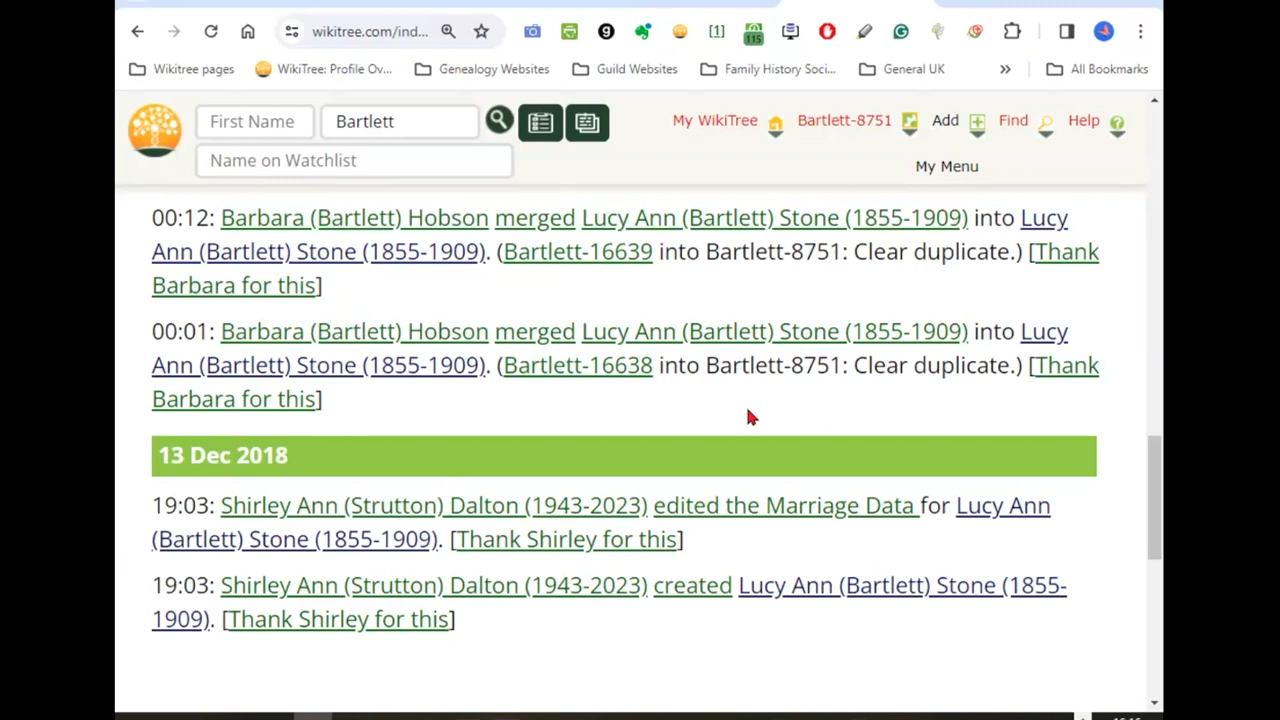 wikitree.com/ind...
[1]
115
Wikitree pages
WikiTree: Profile Ov...
Genealogy Websites
Guild Websites
Family History Soci...
General UK
»
All Bookmarks
First Name
Bartlett
My WikiTree
Bartlett-8751
Add
Find
Help
Name on Watchlist
My Menu
00:12: Barbara (Bartlett) Hobson merged Lucy Ann (Bartlett) Stone (1855-1909) into Lucy
Ann (Bartlett) Stone (1855-1909). (Bartlett-16639 into Bartlett-8751: Clear duplicate.) [Thank
Barbara for this]
00:01: Barbara (Bartlett) Hobson merged Lucy Ann (Bartlett) Stone (1855-1909) into Lucy
Ann (Bartlett) Stone (1855-1909). (Bartlett-16638 into Bartlett-8751: Clear duplicate.) [Thank
Barbara for this]
13 Dec 2018
19:03: Shirley Ann (Strutton) Dalton (1943-2023) edited the Marriage Data for Lucy Ann
(Bartlett) Stone (1855-1909). [Thank Shirley for this]
19:03: Shirley Ann (Strutton) Dalton (1943-2023) created Lucy Ann (Bartlett) Stone (1855-
1909). [Thank Shirley for this]